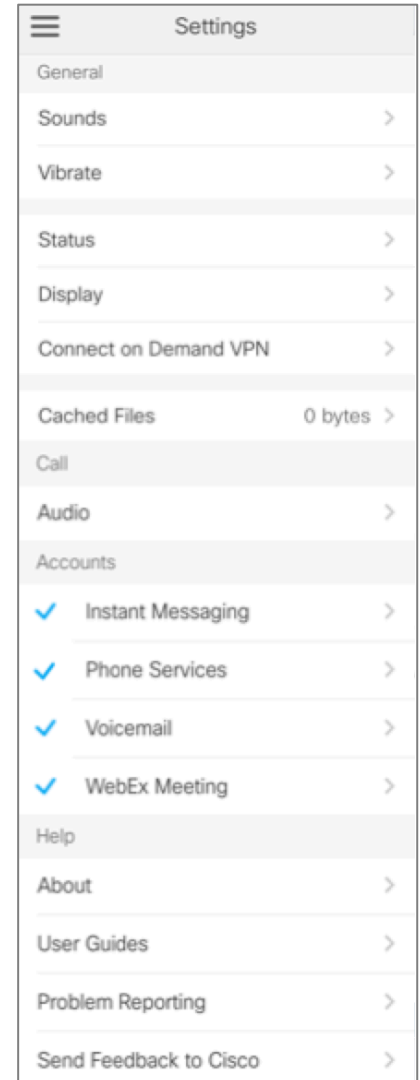 Settings
General
Sounds
Vibrate
Status
Display
Connect on Demand VPN
Cached Files 0 bytes
Call
Audio
Accounts
Instant Messaging
Phone Services
Voicemail
WebEx Meeting
Help
About
User Guides
Problem Reporting
Send Feedback to Cisco